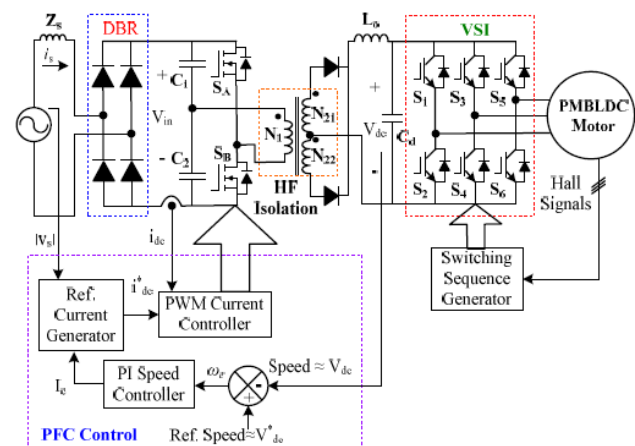 Zs
DBR
Lo
VSI
is
+
C1
SA
Vin
N1
N21
N22
+
Vdc
Cd
-
S1
S3
S5
PMBLDC
Motor
-
C2
SB
HF
Isolation
S2
S4
S6
Hall
Signals
|vs|
idc
Ref.
Current
Generator
i*dc
PWM Current
Controller
Switching
Sequence
Generator
Ie
PI Speed
Controller
ωe
-
+
Speed ≈ Vdc
PFC Control
Ref. Speed≈V*dc